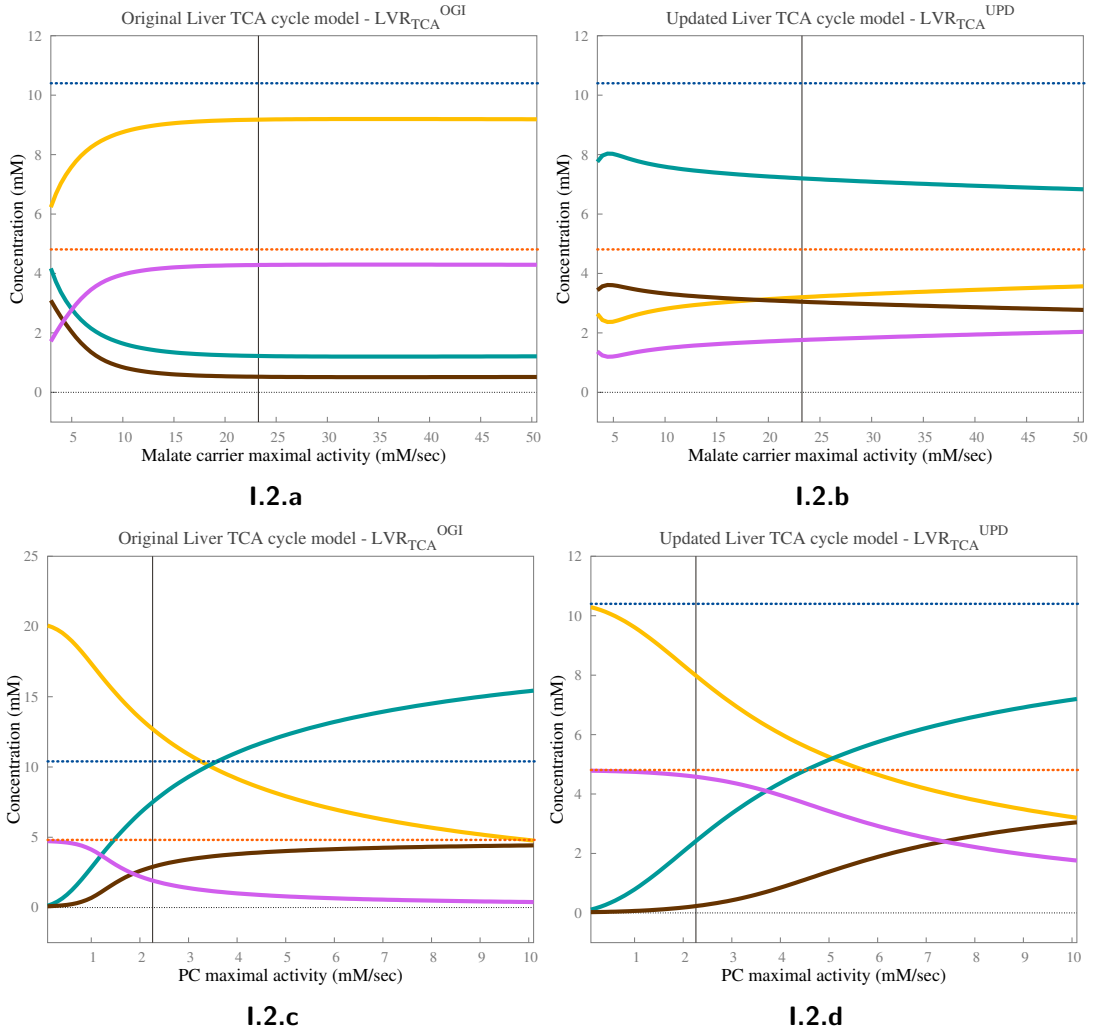 Original Liver TCA cycle model - LVR_TCA^OGI
12
10
8
6
4
2
0
Concentration (mM)
5 10 15 20 25 30 35 40 45 50
Malate carrier maximal activity (mM/sec)
I.2.a
Updated Liver TCA cycle model - LVR_TCA^UPD
12
10
8
6
4
2
0
Concentration (mM)
5 10 15 20 25 30 35 40 45 50
Malate carrier maximal activity (mM/sec)
I.2.b
Original Liver TCA cycle model - LVR_TCA^OGI
25
20
15
10
5
0
Concentration (mM)
1 2 3 4 5 6 7 8 9 10
PC maximal activity (mM/sec)
I.2.c
Updated Liver TCA cycle model - LVR_TCA^UPD
12
10
8
6
4
2
0
Concentration (mM)
1 2 3 4 5 6 7 8 9 10
PC maximal activity (mM/sec)
I.2.d